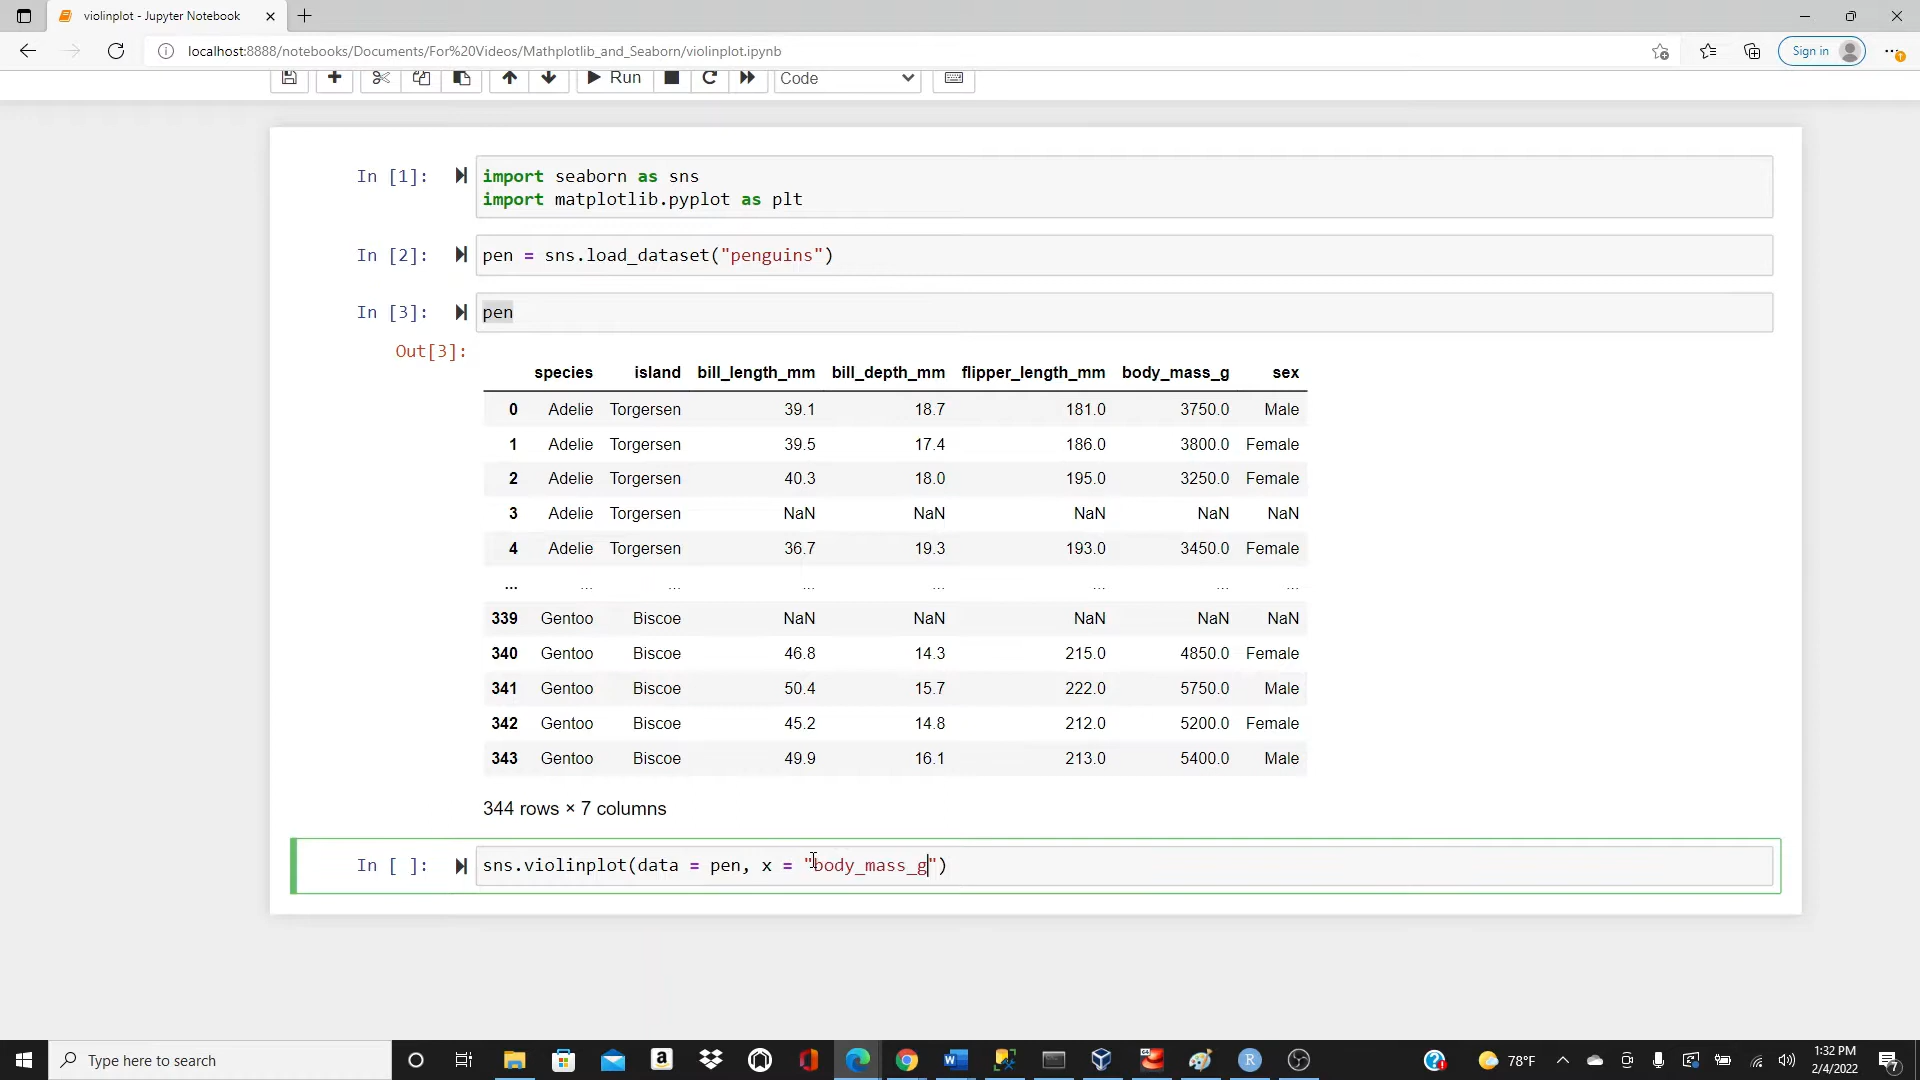 violinplot - Jupyter Notebook
localhost:8888/notebooks/Documents/For%20Videos/Mathplotlib_and_Seaborn/violinplot.ipynb
Sign in
Run
Code
In [1]:
import seaborn as sns
import matplotlib.pyplot as plt
In [2]:
pen = sns.load_dataset("penguins")
In [3]:
pen
Out[3]:
species island bill_length_mm bill_depth_mm flipper_length_mm body_mass_g sex
0 Adelie Torgersen 39.1 18.7 181.0 3750.0 Male
1 Adelie Torgersen 39.5 17.4 186.0 3800.0 Female
2 Adelie Torgersen 40.3 18.0 195.0 3250.0 Female
3 Adelie Torgersen NaN NaN NaN NaN NaN
4 Adelie Torgersen 36.7 19.3 193.0 3450.0 Female
... ... ... ... ... ... ... ...
339 Gentoo Biscoe NaN NaN NaN NaN NaN
340 Gentoo Biscoe 46.8 14.3 215.0 4850.0 Female
341 Gentoo Biscoe 50.4 15.7 222.0 5750.0 Male
342 Gentoo Biscoe 45.2 14.8 212.0 5200.0 Female
343 Gentoo Biscoe 49.9 16.1 213.0 5400.0 Male
344 rows × 7 columns
In [ ]:
sns.violinplot(data = pen, x = "body_mass_g")
Type here to search
78°F
1:32 PM
2/4/2022
7